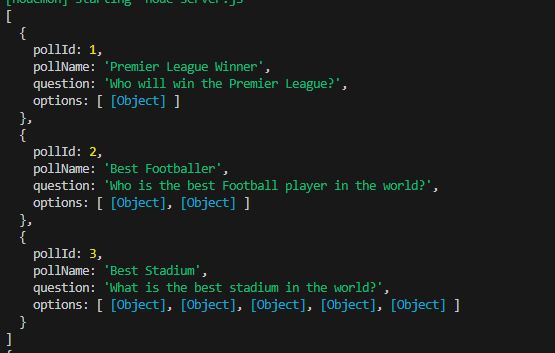 [nodemon] starting `node server.js`
[
{
pollId: 1,
pollName: 'Premier League Winner',
question: 'Who will win the Premier League?',
options: [ [Object] ]
},
{
pollId: 2,
pollName: 'Best Footballer',
question: 'Who is the best Football player in the world?',
options: [ [Object], [Object] ]
},
{
pollId: 3,
pollName: 'Best Stadium',
question: 'What is the best stadium in the world?',
options: [ [Object], [Object], [Object], [Object], [Object] ]
}
]